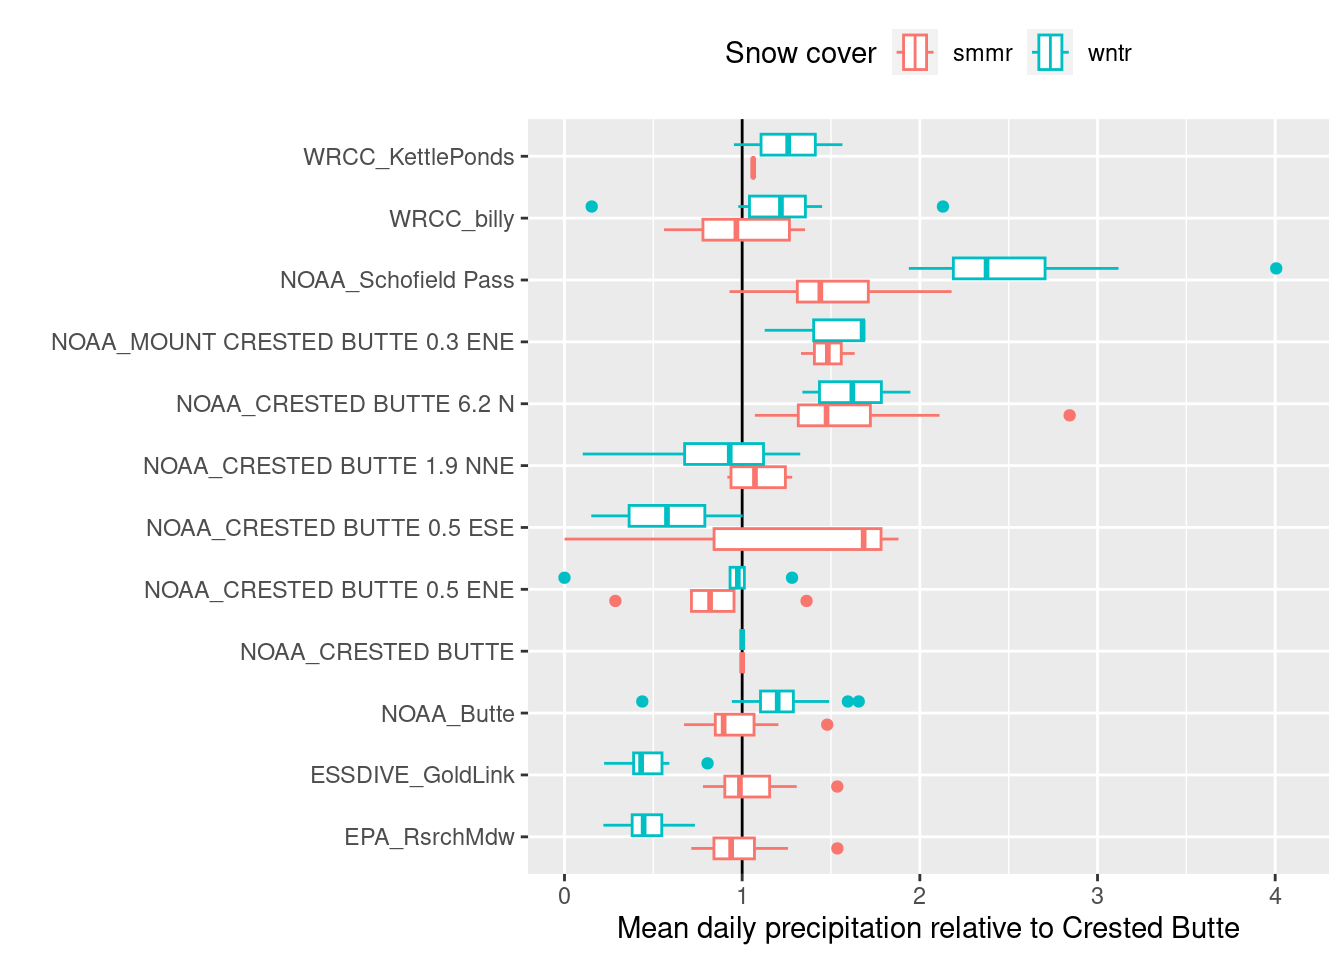 Snow cover smmr wntr
WRCC_KettlePonds
WRCC_billy
NOAA_Schofield Pass
NOAA_MOUNT CRESTED BUTTE 0.3 ENE
NOAA_CRESTED BUTTE 6.2 N
NOAA_CRESTED BUTTE 1.9 NNE
NOAA_CRESTED BUTTE 0.5 ESE
NOAA_CRESTED BUTTE 0.5 ENE
NOAA_CRESTED BUTTE
NOAA_Butte
ESSDIVE_GoldLink
EPA_RsrchMdw
0 1 2 3 4
Mean daily precipitation relative to Crested Butte